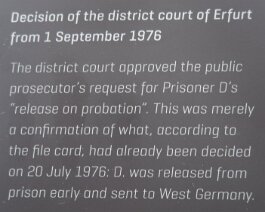 Decision of the district court of Erfurt
from 1 September 1976
The district court approved the public
prosecutor's request for Prisoner D's
"release on probation". This was merely
a confirmation of what, according to
the file card, had already been decided
on 20 July 1976: D. was released from
prison early and sent to West Germany.